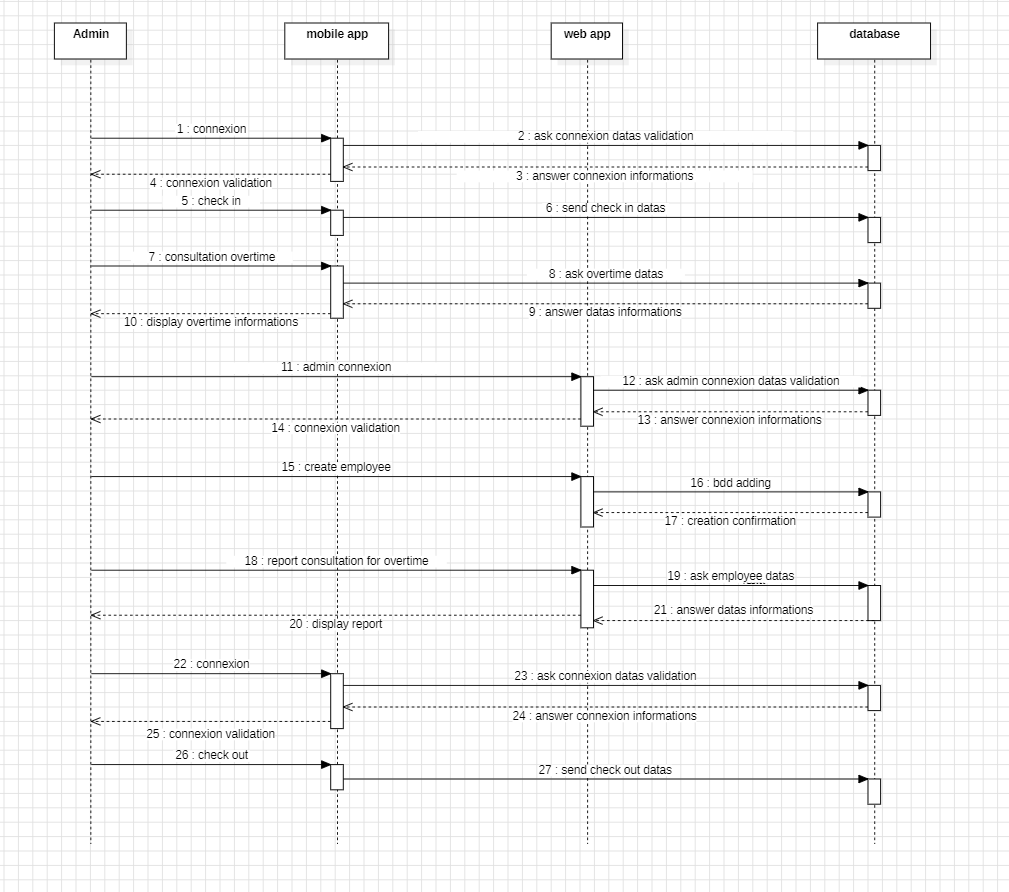 Admin
mobile app
web app
database
1 : connexion
2 : ask connexion datas validation
3 : answer connexion informations
4 : connexion validation
5 : check in
6 : send check in datas
7 : consultation overtime
8 : ask overtime datas
9 : answer datas informations
10 : display overtime informations
11 : admin connexion
12 : ask admin connexion datas validation
13 : answer connexion informations
14 : connexion validation
15 : create employee
16 : bdd adding
17 : creation confirmation
18 : report consultation for overtime
19 : ask employee datas
21 : answer datas informations
20 : display report
22 : connexion
23 : ask connexion datas validation
24 : answer connexion informations
25 : connexion validation
26 : check out
27 : send check out datas